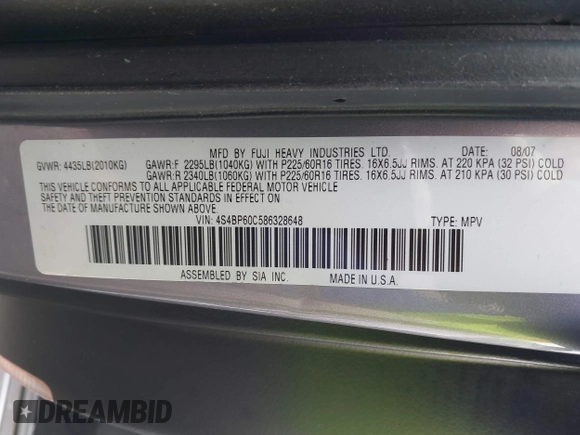 MFD BY FUJI HEAVY INDUSTRIES LTD. DATE: 08/07
GVWR: 4435LB(2010KG) GAWR:F 2295LB(1040KG) WITH P225/60R16 TIRES. 16X6.5JJ RIMS. AT 220 KPA (32 PSI) COLD
GAWR:R 2340LB(1060KG) WITH P225/60R16 TIRES. 16X6.5JJ RIMS. AT 210 KPA (30 PSI) COLD
THIS VEHICLE CONFORMS TO ALL APPLICABLE FEDERAL MOTOR VEHICLE
SAFETY AND THEFT PREVENTION STANDARDS IN EFFECT ON
THE DATE OF MANUFACTURE SHOWN ABOVE.
VIN: 4S4BP60C586328648 TYPE: MPV
ASSEMBLED BY SIA INC. MADE IN U.S.A.
DREAMBID